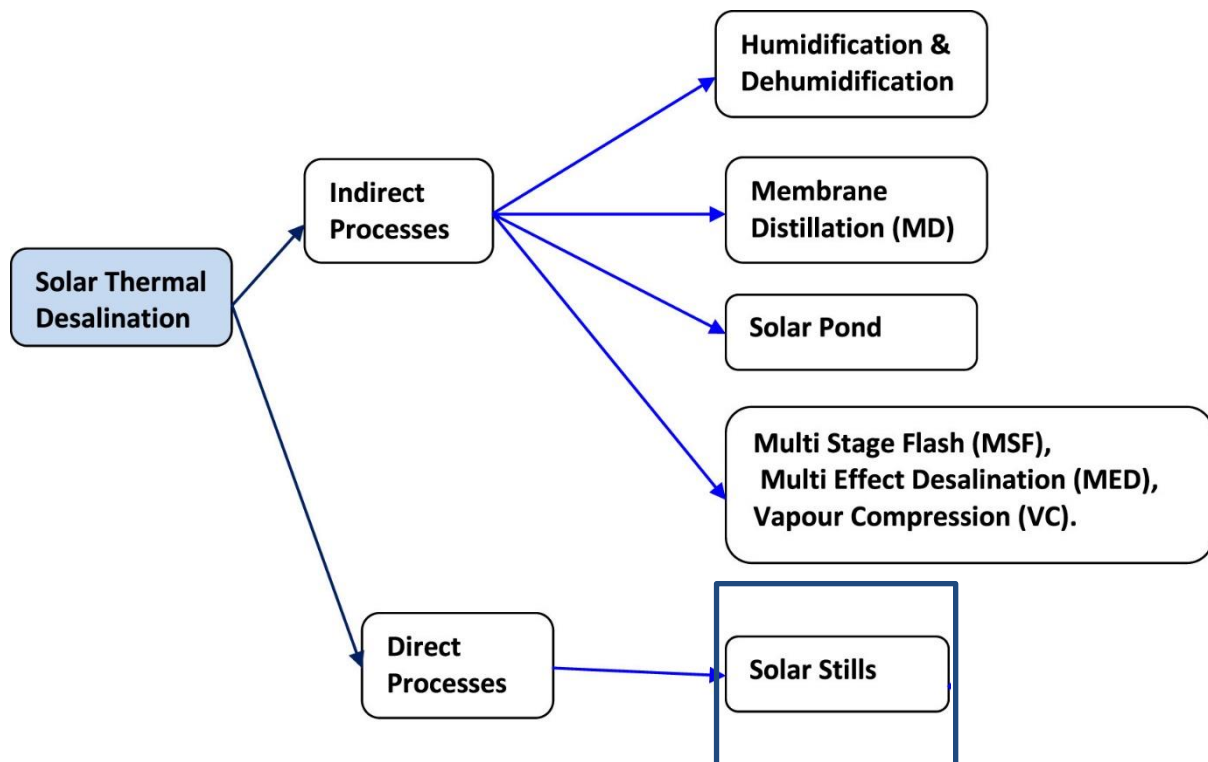 Humidification &
Dehumidification
Indirect
Processes
Membrane
Distillation (MD)
Solar Thermal
Desalination
Solar Pond
Multi Stage Flash (MSF),
Multi Effect Desalination (MED),
Vapour Compression (VC).
Direct
Processes
Solar Stills